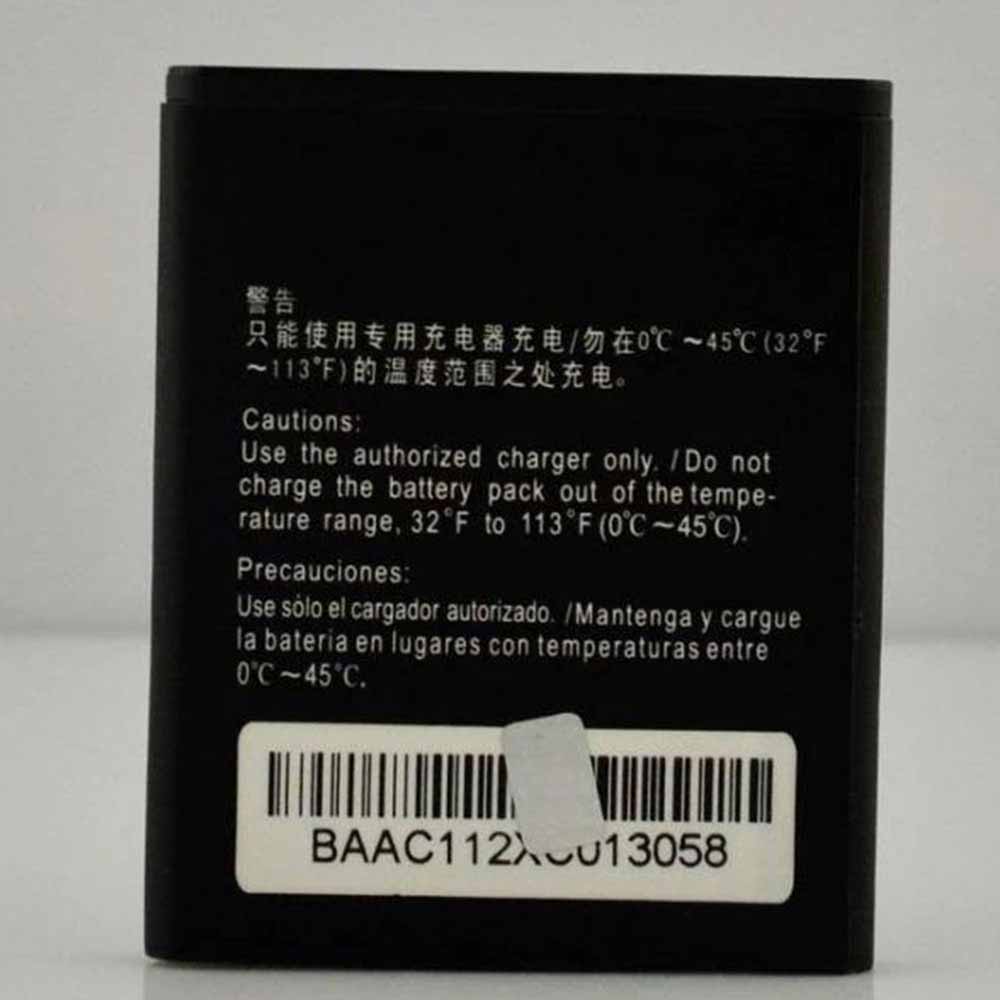 警告
只能使用专用充电器充电/勿在0℃ ~45℃(32°F
~113°F)的温度范围之处充电。
Cautions:
Use the authorized charger only. /Do not
charge the battery pack out of the tempe-
rature range, 32°F to 113°F(0℃~45℃).
Precauciones:
Use sólo el cargador autorizado. /Mantenga y cargue
la bateria en lugares con temperaturas entre
0℃~45℃.